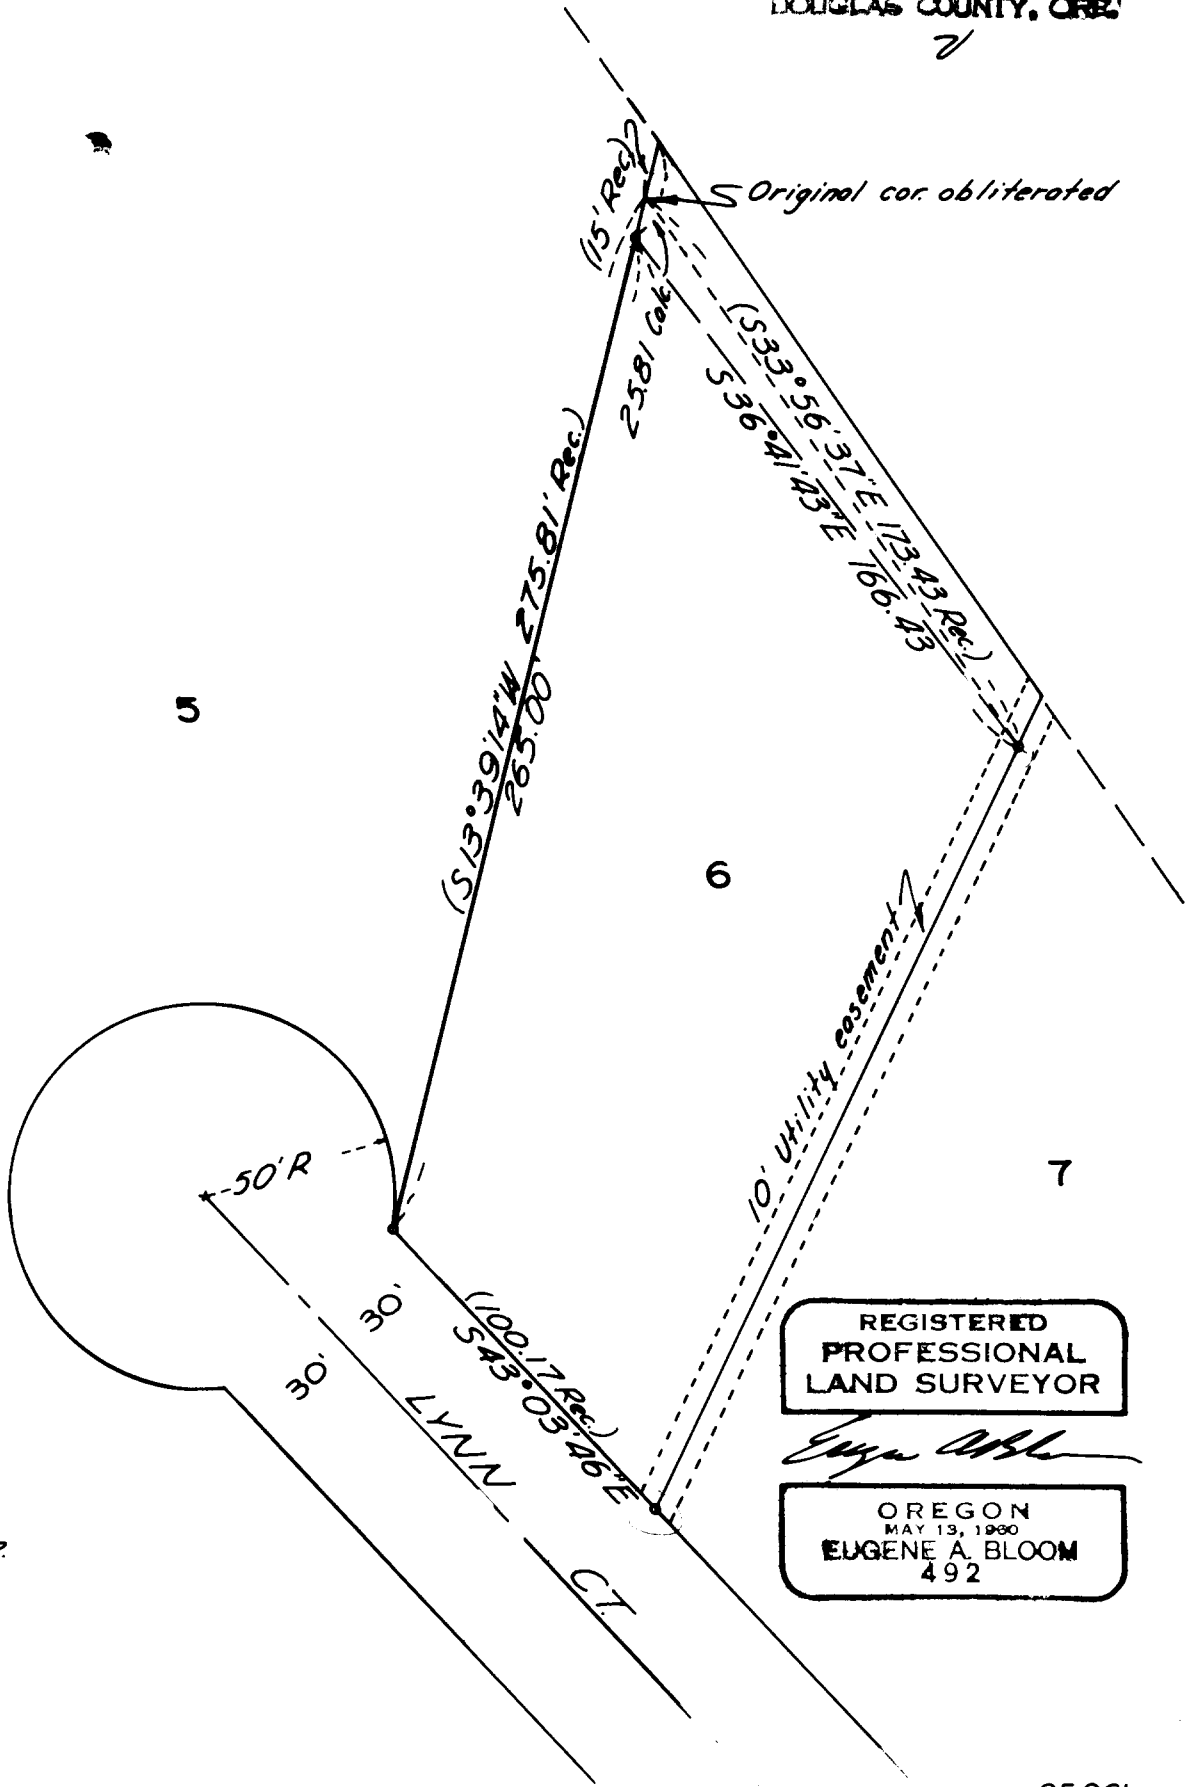 DOUGLAS COUNTY, ORE.
(15' Rec.)
Original cor. obliterated
25.81 Calc.
(S33°56'37"E 173.43 Rec.)
S36°41'43"E 166.43
(S13°39'14"W 275.81' Rec.)
265.00'
5
6
10' Utility easement
7
50'R
30'
30'
(100.17 Rec.)
S43°03'46"E
LYNN CT.
REGISTERED
PROFESSIONAL
LAND SURVEYOR
OREGON
MAY 13, 1960
EUGENE A. BLOOM
492